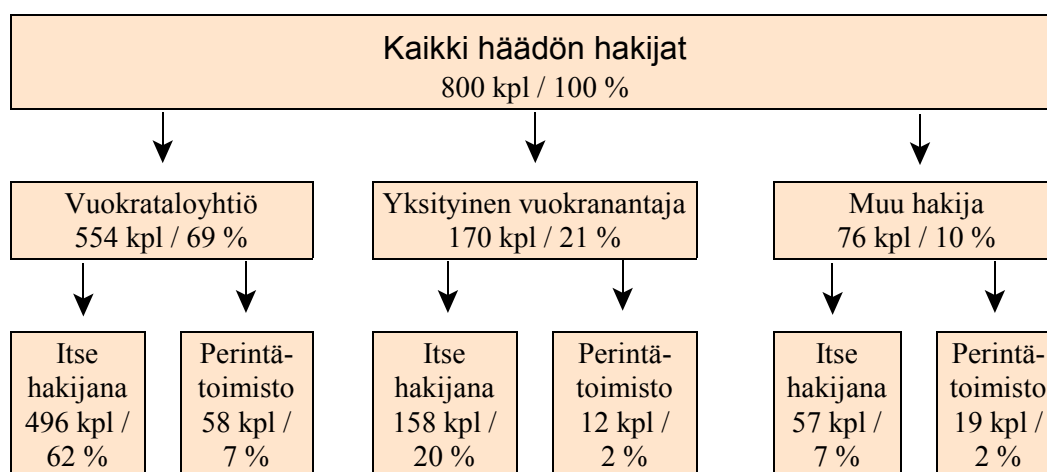 Kaikki häädön hakijat
800 kpl / 100 %
Vuokrataloyhtiö
554 kpl / 69 %
Yksityinen vuokranantaja
170 kpl / 21 %
Muu hakija
76 kpl / 10 %
Itse
hakijana
496 kpl /
62 %
Perintä-
toimisto
58 kpl /
7 %
Itse
hakijana
158 kpl /
20 %
Perintä-
toimisto
12 kpl /
2 %
Itse
hakijana
57 kpl /
7 %
Perintä-
toimisto
19 kpl /
2 %